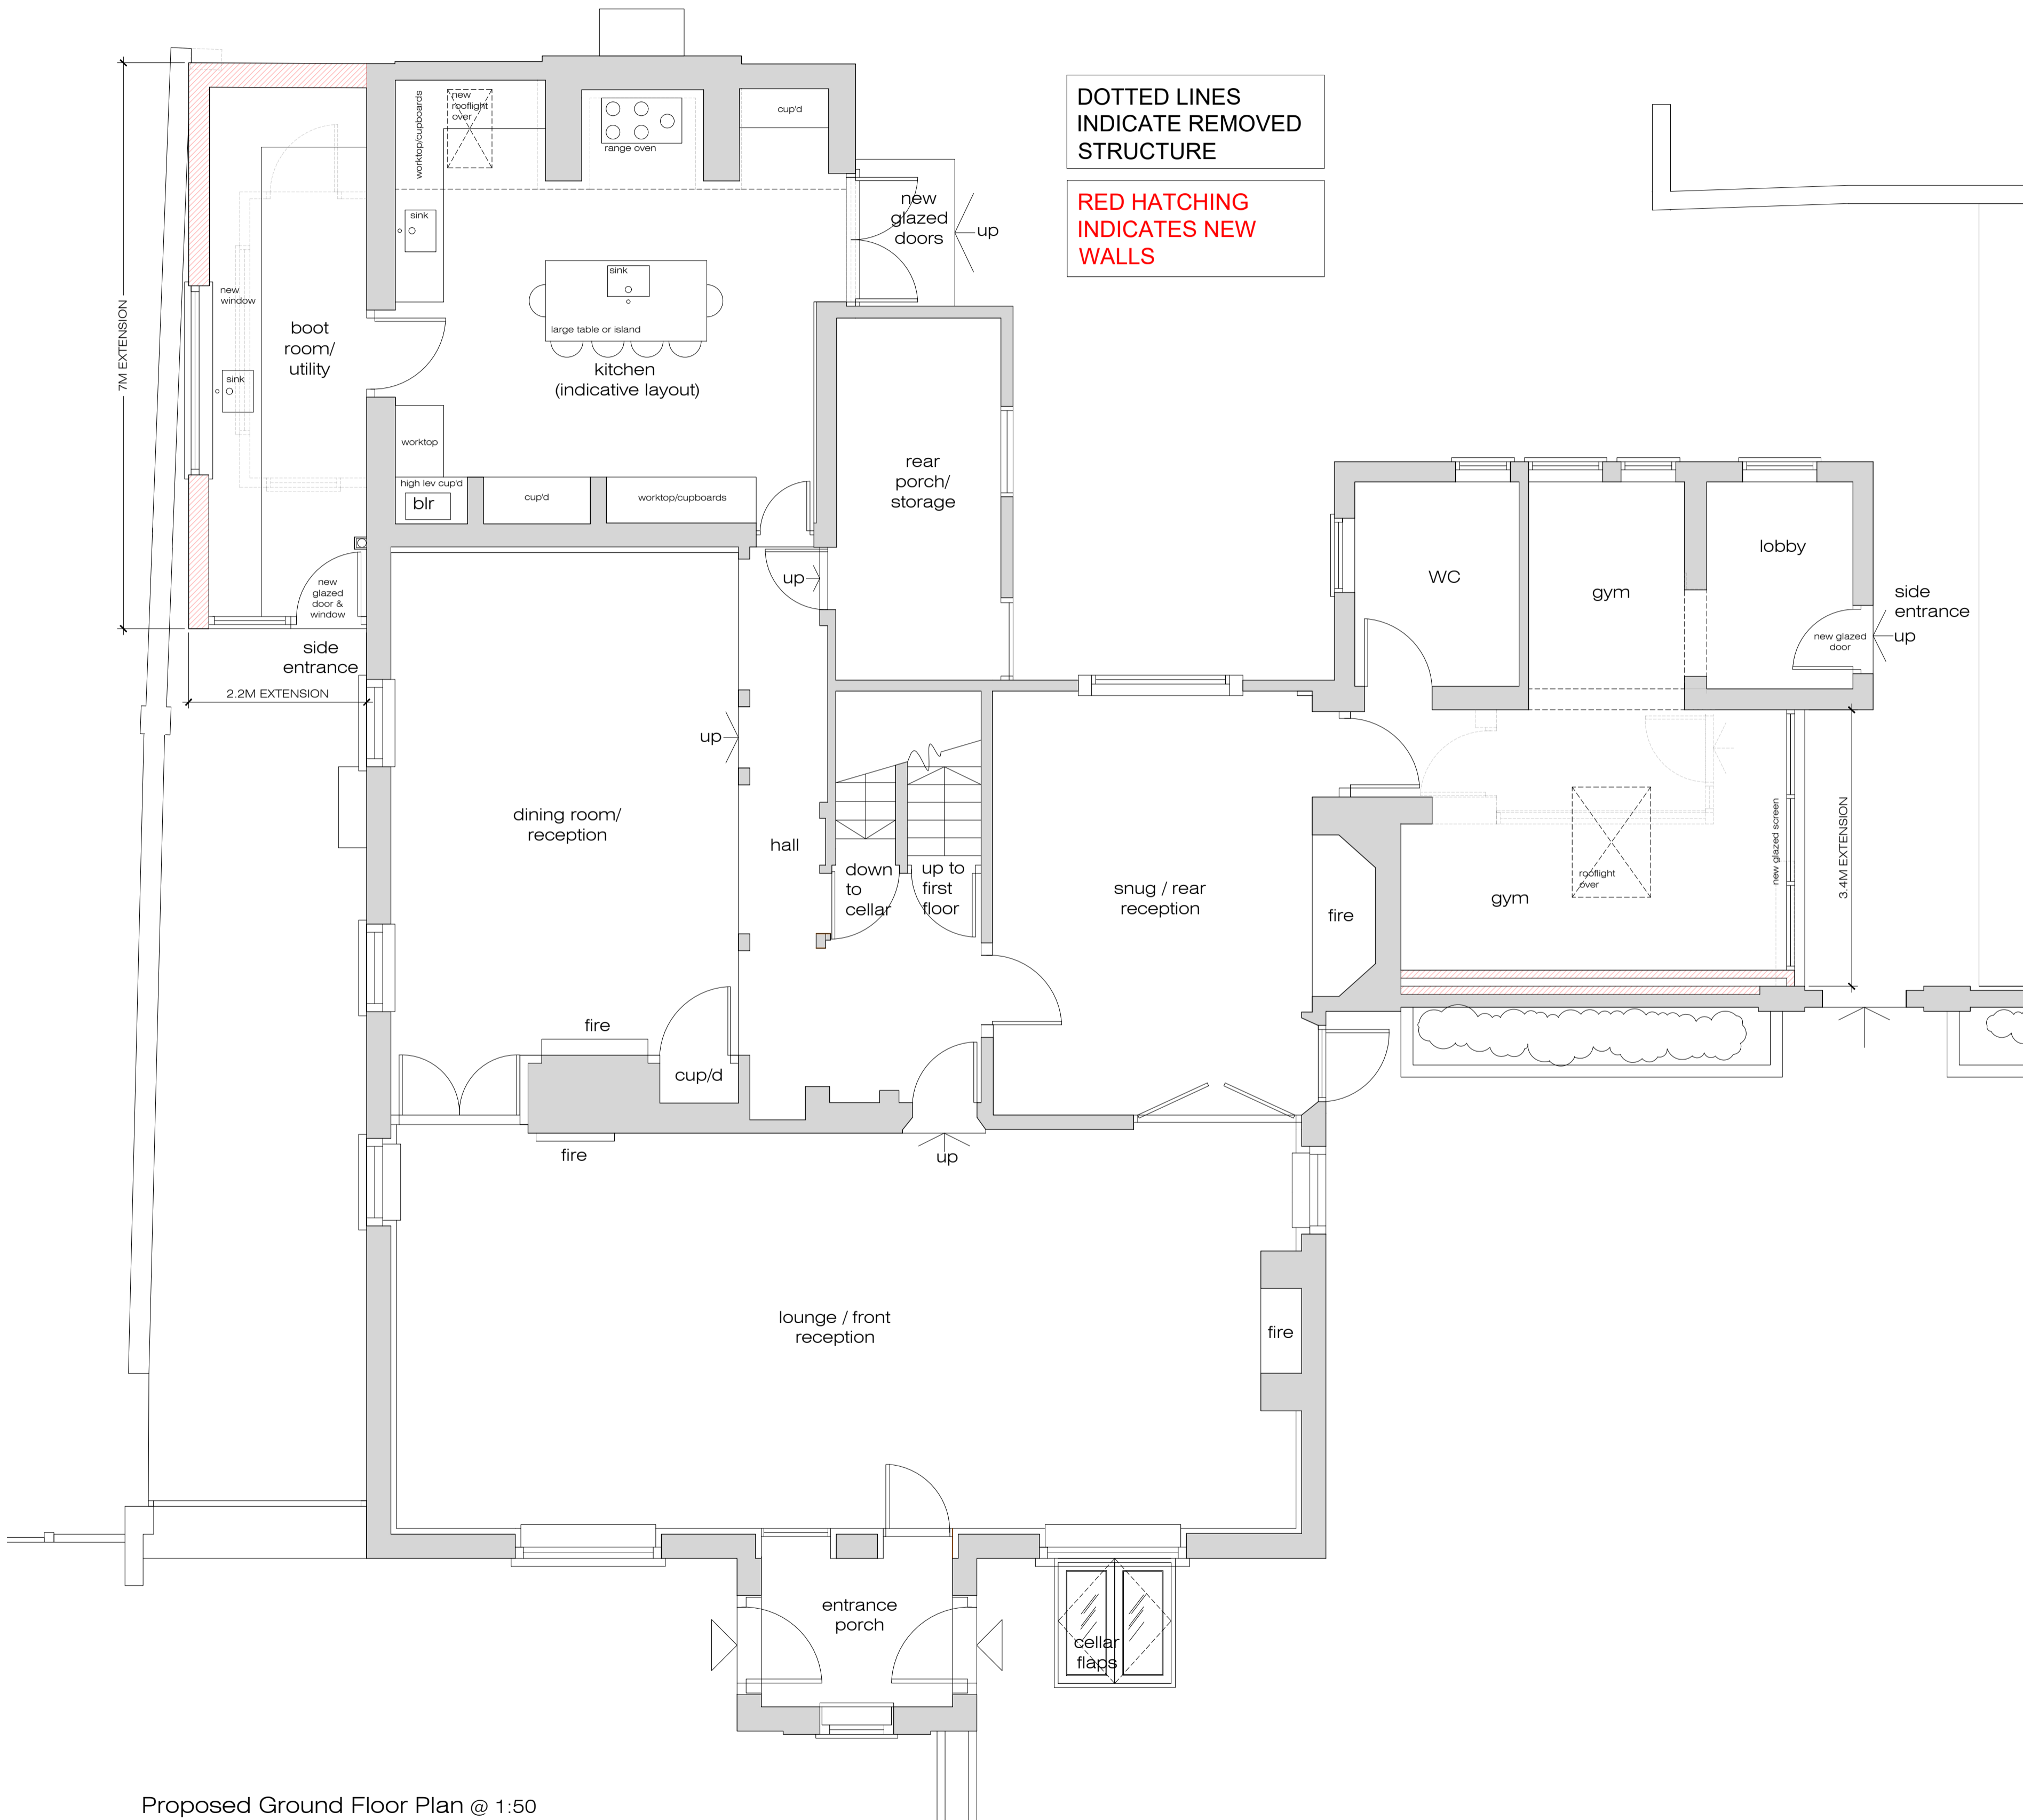 DOTTED LINES
INDICATE REMOVED
STRUCTURE
RED HATCHING
INDICATES NEW
WALLS
7M EXTENSION
worktop/cupboards
new
rooflight
over
range oven
cup'd
new
glazed
doors
up
sink
sink
large table or island
kitchen
(indicative layout)
new
window
boot
room/
utility
sink
worktop
high lev cup'd
blr
cup'd
worktop/cupboards
rear
porch/
storage
new
glazed
door &
window
side
entrance
2.2M EXTENSION
up
up
WC
gym
lobby
side
entrance
up
new glazed
door
dining room/
reception
hall
down
to
cellar
up to
first
floor
snug / rear
reception
fire
gym
rooflight
over
new glazed screen
3.4M EXTENSION
fire
cup/d
fire
up
lounge / front
reception
fire
entrance
porch
cellar
flaps
Proposed Ground Floor Plan @ 1:50